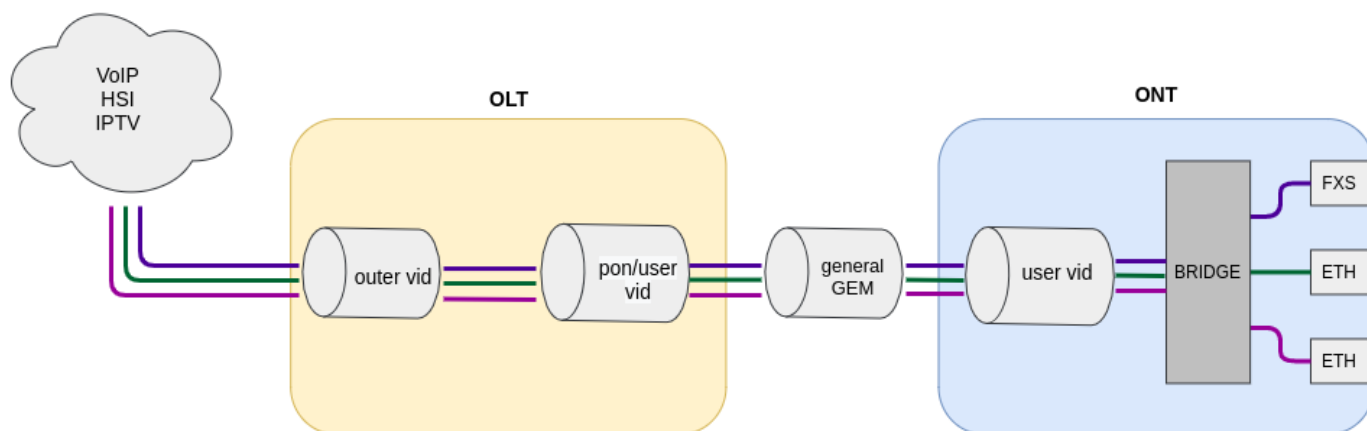 VoIP
HSI
IPTV
OLT
ONT
outer vid
pon/user
vid
general
GEM
user vid
BRIDGE
FXS
ETH
ETH